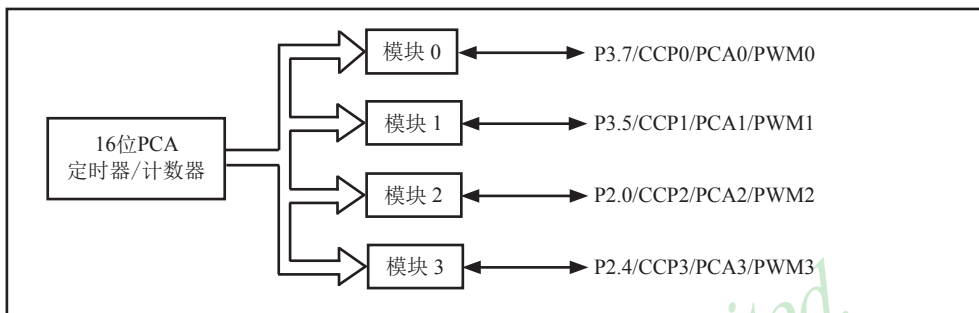 模块 0
P3.7/CCP0/PCA0/PWM0
模块 1
P3.5/CCP1/PCA1/PWM1
16位PCA
定时器/计数器
模块 2
P2.0/CCP2/PCA2/PWM2
模块 3
P2.4/CCP3/PCA3/PWM3